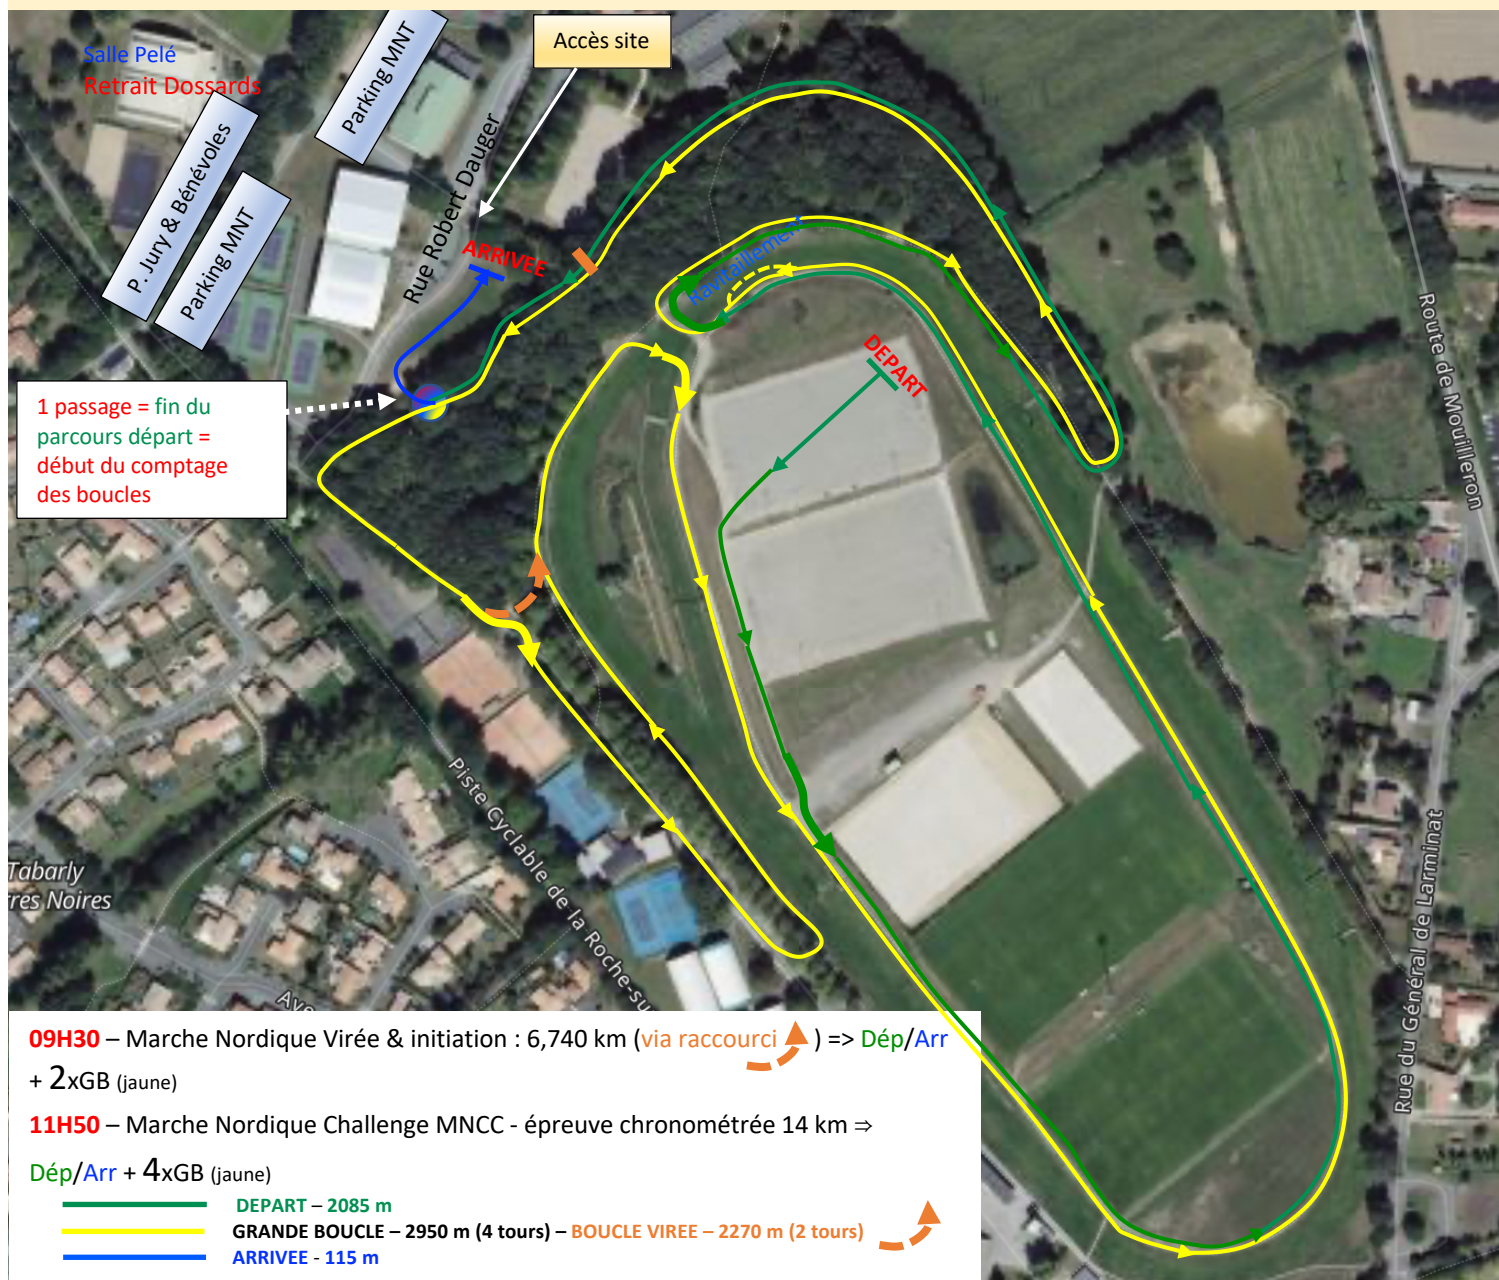 Accès site
Salle Pelé
Retrait Dossards
Parking MNT
P. Jury & Bénévoles
Parking MNT
Rue Robert Dauger
ARRIVEE
Ravitaillement
DEPART
Route de Mouilleron
1 passage = fin du
parcours départ =
début du comptage
des boucles
Piste Cyclable de la Roche-su
Rue du Général de Larminat
Tabarly
rres Noires
Ave
09H30 – Marche Nordique Virée & initiation : 6,740 km (via raccourci ) => Dép/Arr
+ 2xGB (jaune)
11H50 – Marche Nordique Challenge MNCC - épreuve chronométrée 14 km ⇒
Dép/Arr + 4xGB (jaune)
DEPART – 2085 m
GRANDE BOUCLE – 2950 m (4 tours) – BOUCLE VIREE – 2270 m (2 tours)
ARRIVEE - 115 m